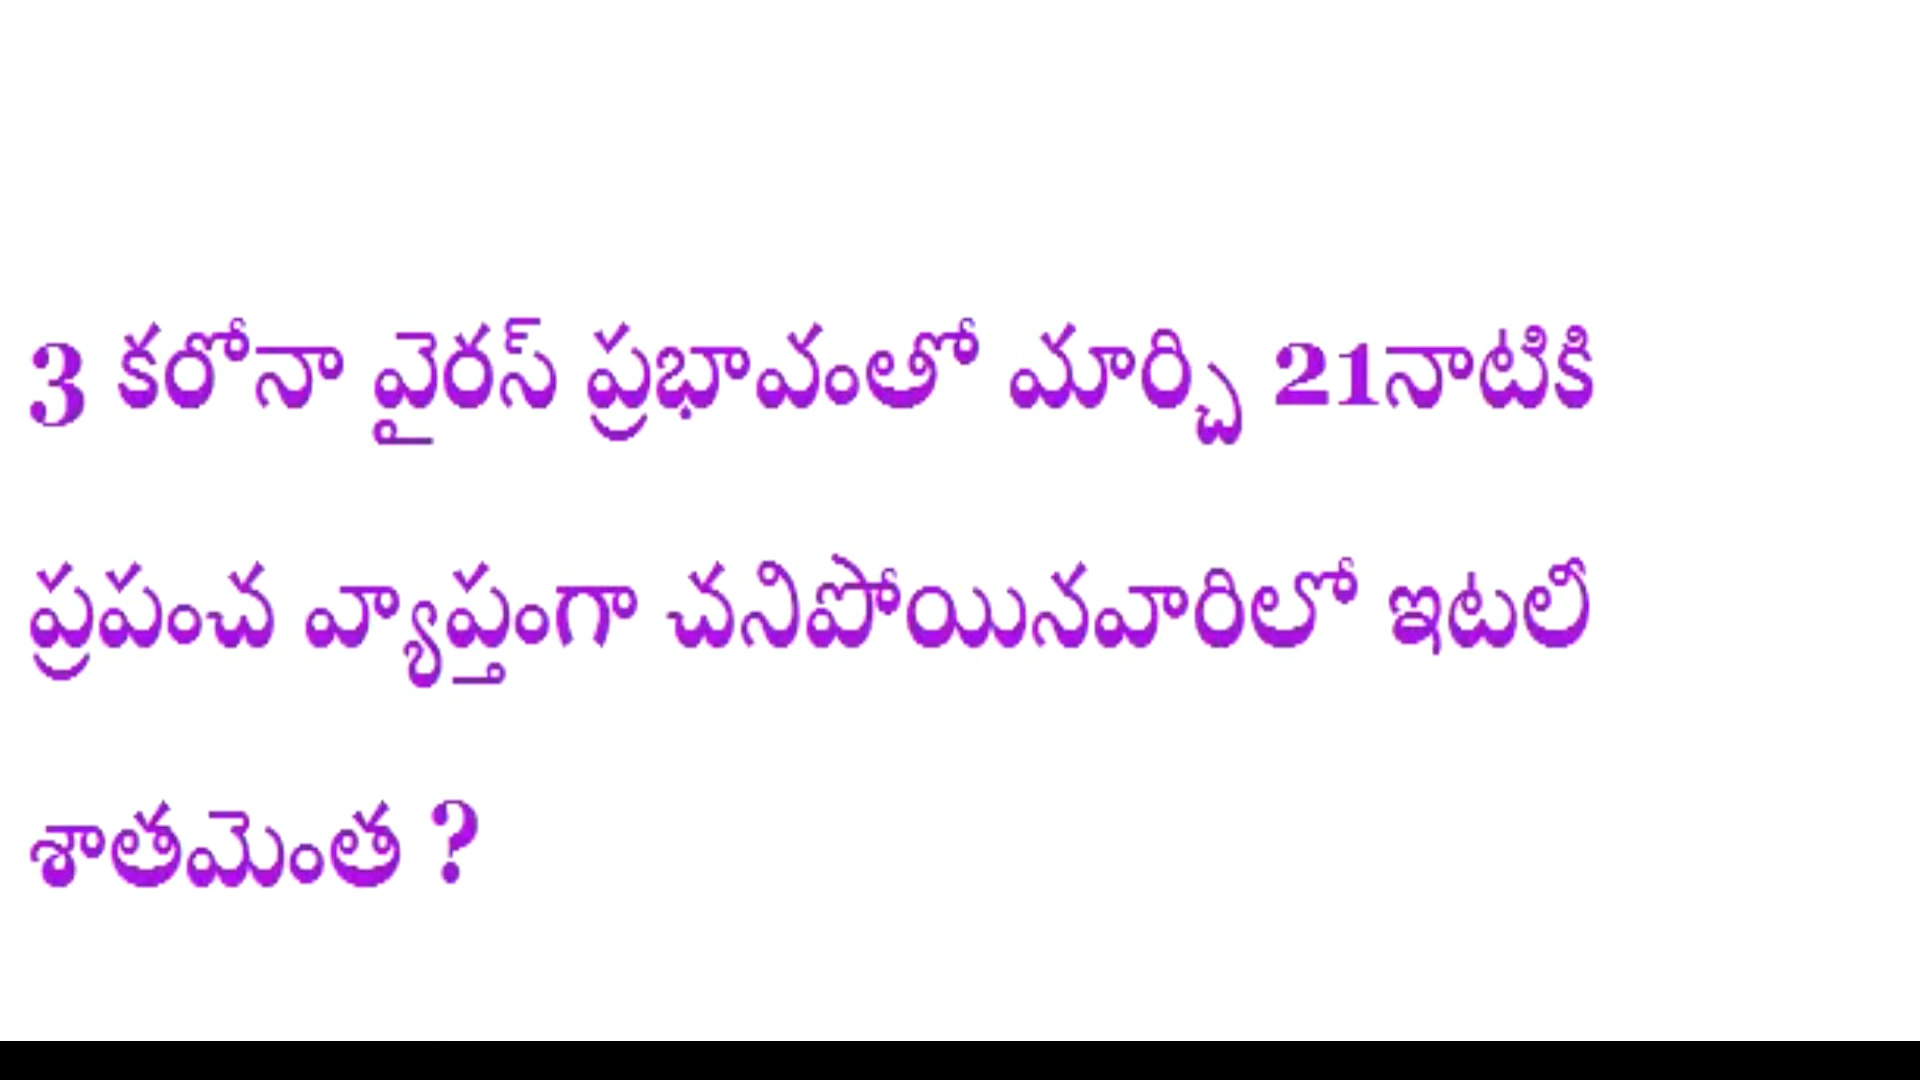 3 కరోనా వైరస్ ప్రభావంతో మార్చి 21నాటికి
ప్రపంచ వ్యాప్తంగా చనిపోయినవారిలో ఇటలీ
శాతమెంత ?